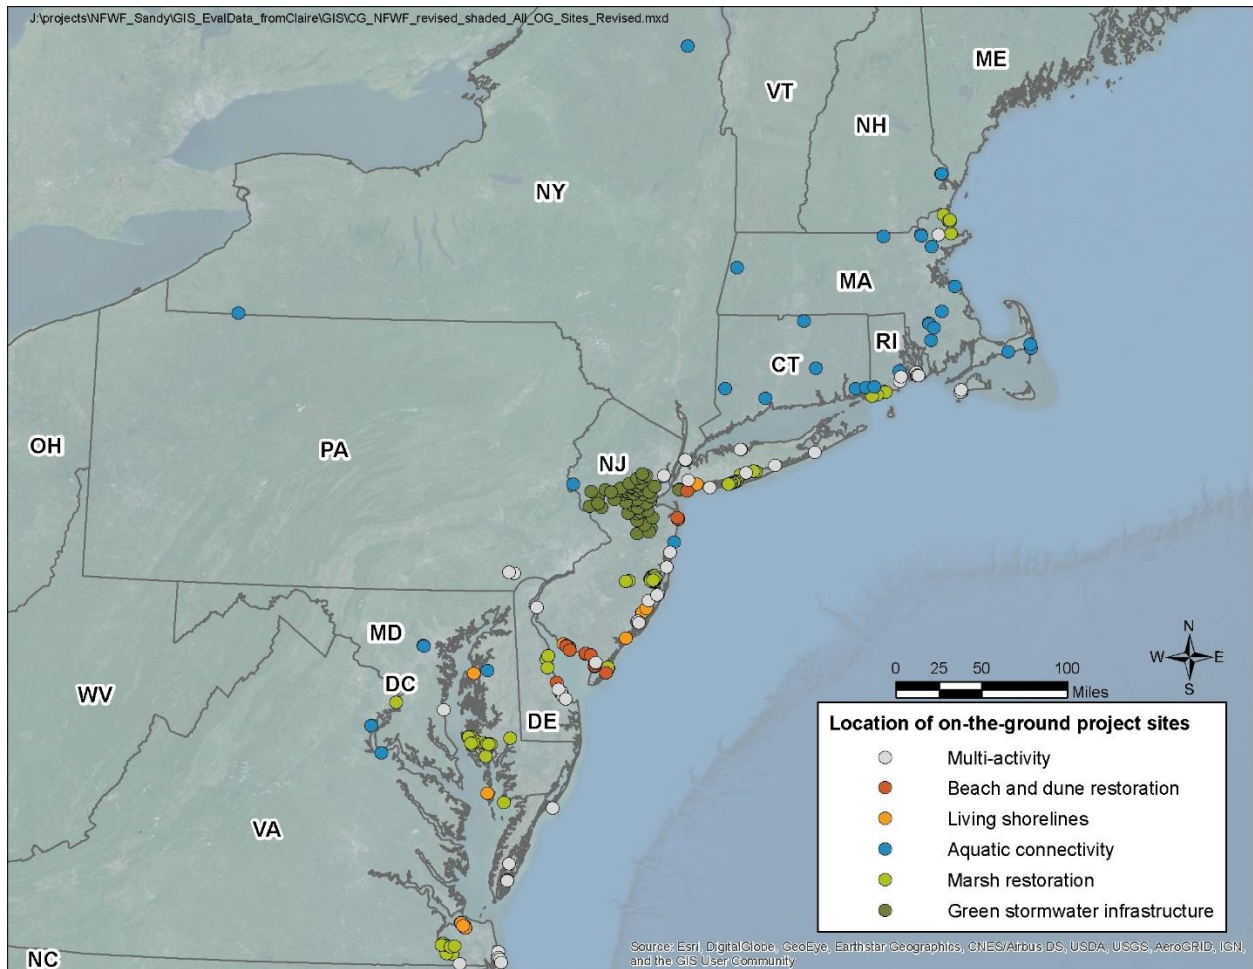 J:\projects\NFWF_Sandy\GIS_EvalData_fromClaire\GIS\CG_NFWF_revised_shaded_All_OG_Sites_Revised.mxd
ME
VT
NH
NY
MA
RI
CT
OH
PA
NJ
MD
DC
WV
DE
VA
NC
N
W E
S
0 25 50 100
Miles
Location of on-the-ground project sites
Multi-activity
Beach and dune restoration
Living shorelines
Aquatic connectivity
Marsh restoration
Green stormwater infrastructure
Source: Esri, DigitalGlobe, GeoEye, Earthstar Geographics, CNES/Airbus DS, USDA, USGS, AeroGRID, IGN,
and the GIS User Community